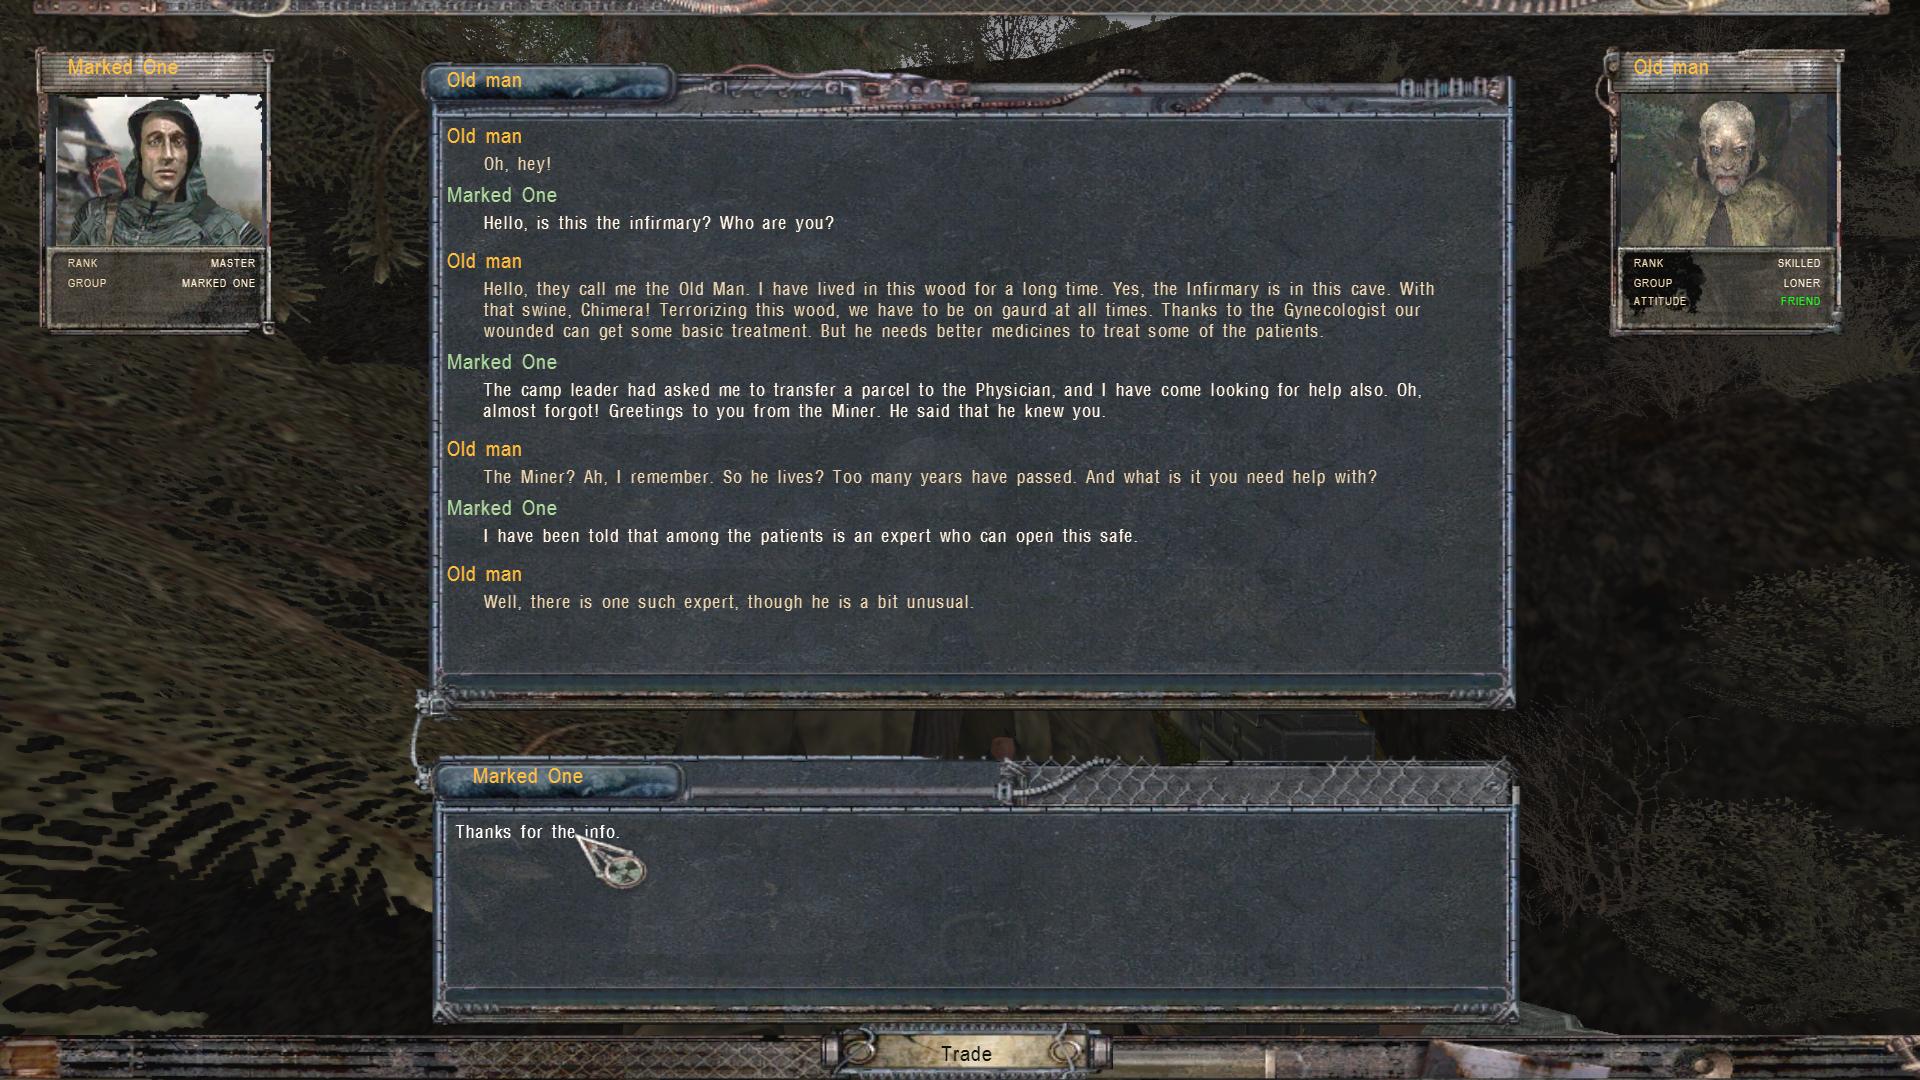 Marked One
RANK MASTER
GROUP MARKED ONE
Old man
RANK SKILLED
GROUP LONER
ATTITUDE FRIEND
Old man
Old man
Oh, hey!
Marked One
Hello, is this the infirmary? Who are you?
Old man
Hello, they call me the Old Man. I have lived in this wood for a long time. Yes, the Infirmary is in this cave. With
that swine, Chimera! Terrorizing this wood, we have to be on gaurd at all times. Thanks to the Gynecologist our
wounded can get some basic treatment. But he needs better medicines to treat some of the patients.
Marked One
The camp leader had asked me to transfer a parcel to the Physician, and I have come looking for help also. Oh,
almost forgot! Greetings to you from the Miner. He said that he knew you.
Old man
The Miner? Ah, I remember. So he lives? Too many years have passed. And what is it you need help with?
Marked One
I have been told that among the patients is an expert who can open this safe.
Old man
Well, there is one such expert, though he is a bit unusual.
Marked One
Thanks for the info.
Trade